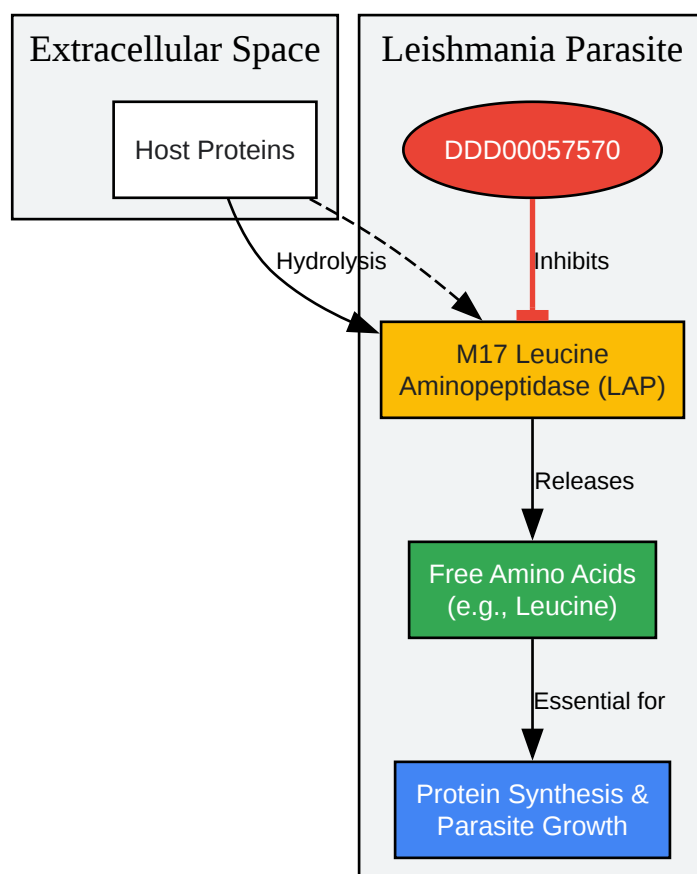 Extracellular Space
Leishmania Parasite
Host Proteins
DDD00057570
Hydrolysis
Inhibits
M17 Leucine
Aminopeptidase (LAP)
Releases
Free Amino Acids
(e.g., Leucine)
Essential for
Protein Synthesis &
Parasite Growth